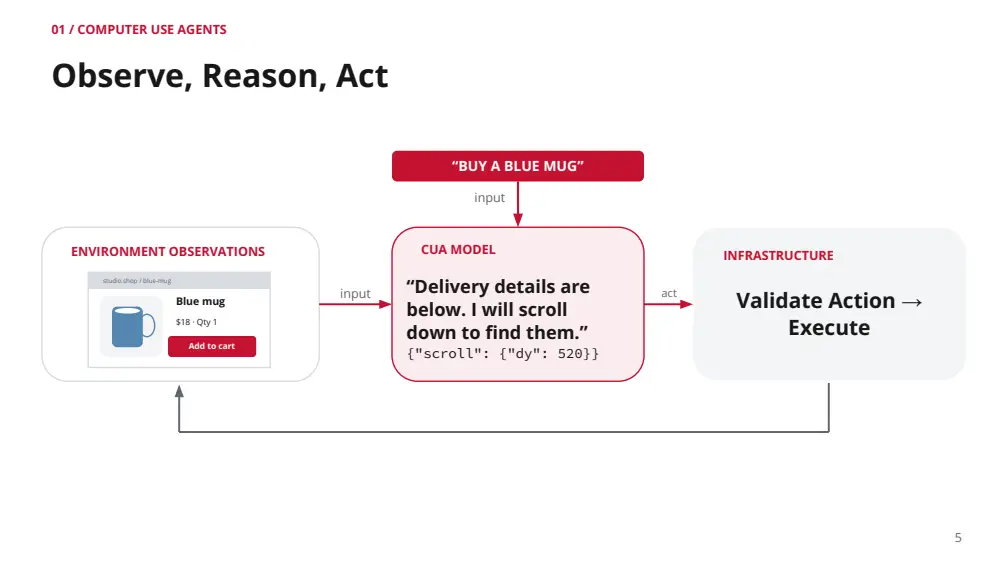 01 / COMPUTER USE AGENTS
Observe, Reason, Act
“BUY A BLUE MUG”
input
ENVIRONMENT OBSERVATIONS
studio.shop / blue-mug
Blue mug
$18 · Qty 1
Add to cart
input
CUA MODEL
“Delivery details are
below. I will scroll
down to find them.”
{"scroll": {"dy": 520}}
act
INFRASTRUCTURE
Validate Action →
Execute
5